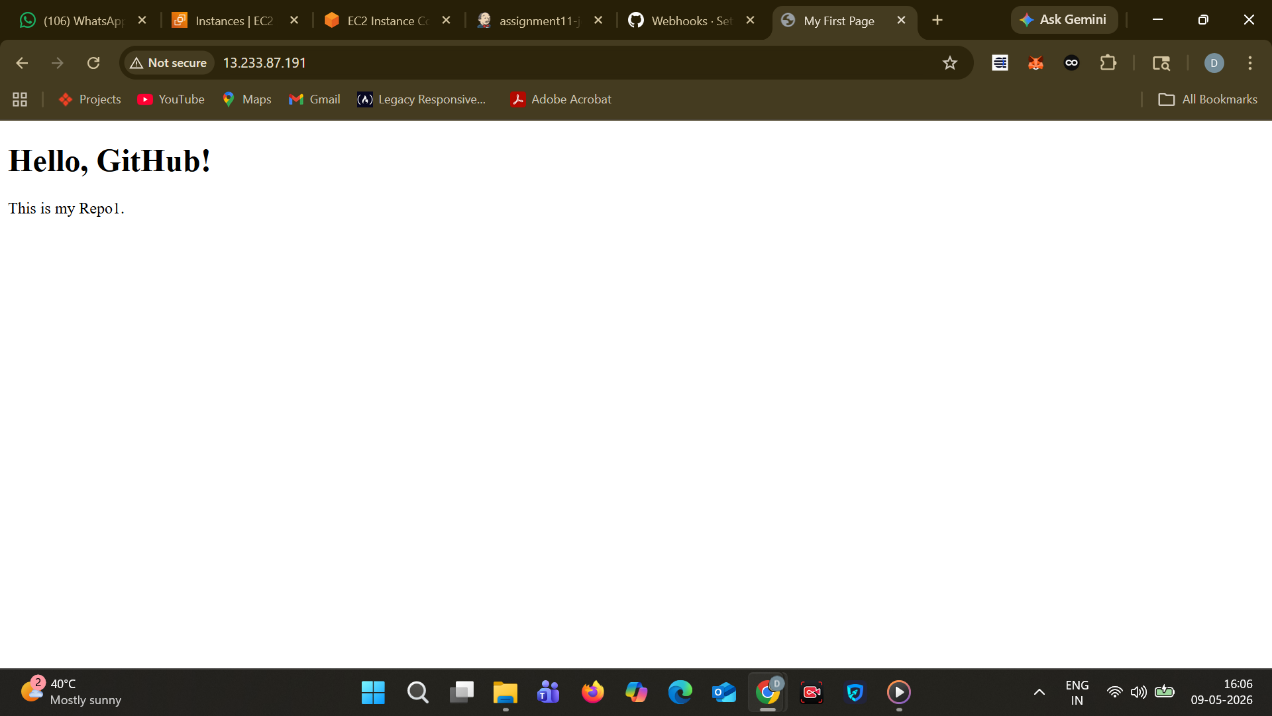 (106) WhatsApp
Instances | EC2
EC2 Instance Co
assignment11-j
Webhooks · Set
My First Page
Ask Gemini
Not secure
13.233.87.191
D
Projects
YouTube
Maps
Gmail
Legacy Responsive...
Adobe Acrobat
All Bookmarks
Hello, GitHub!
This is my Repo1.
2
40°C
Mostly sunny
D
ENG
IN
16:06
09-05-2026